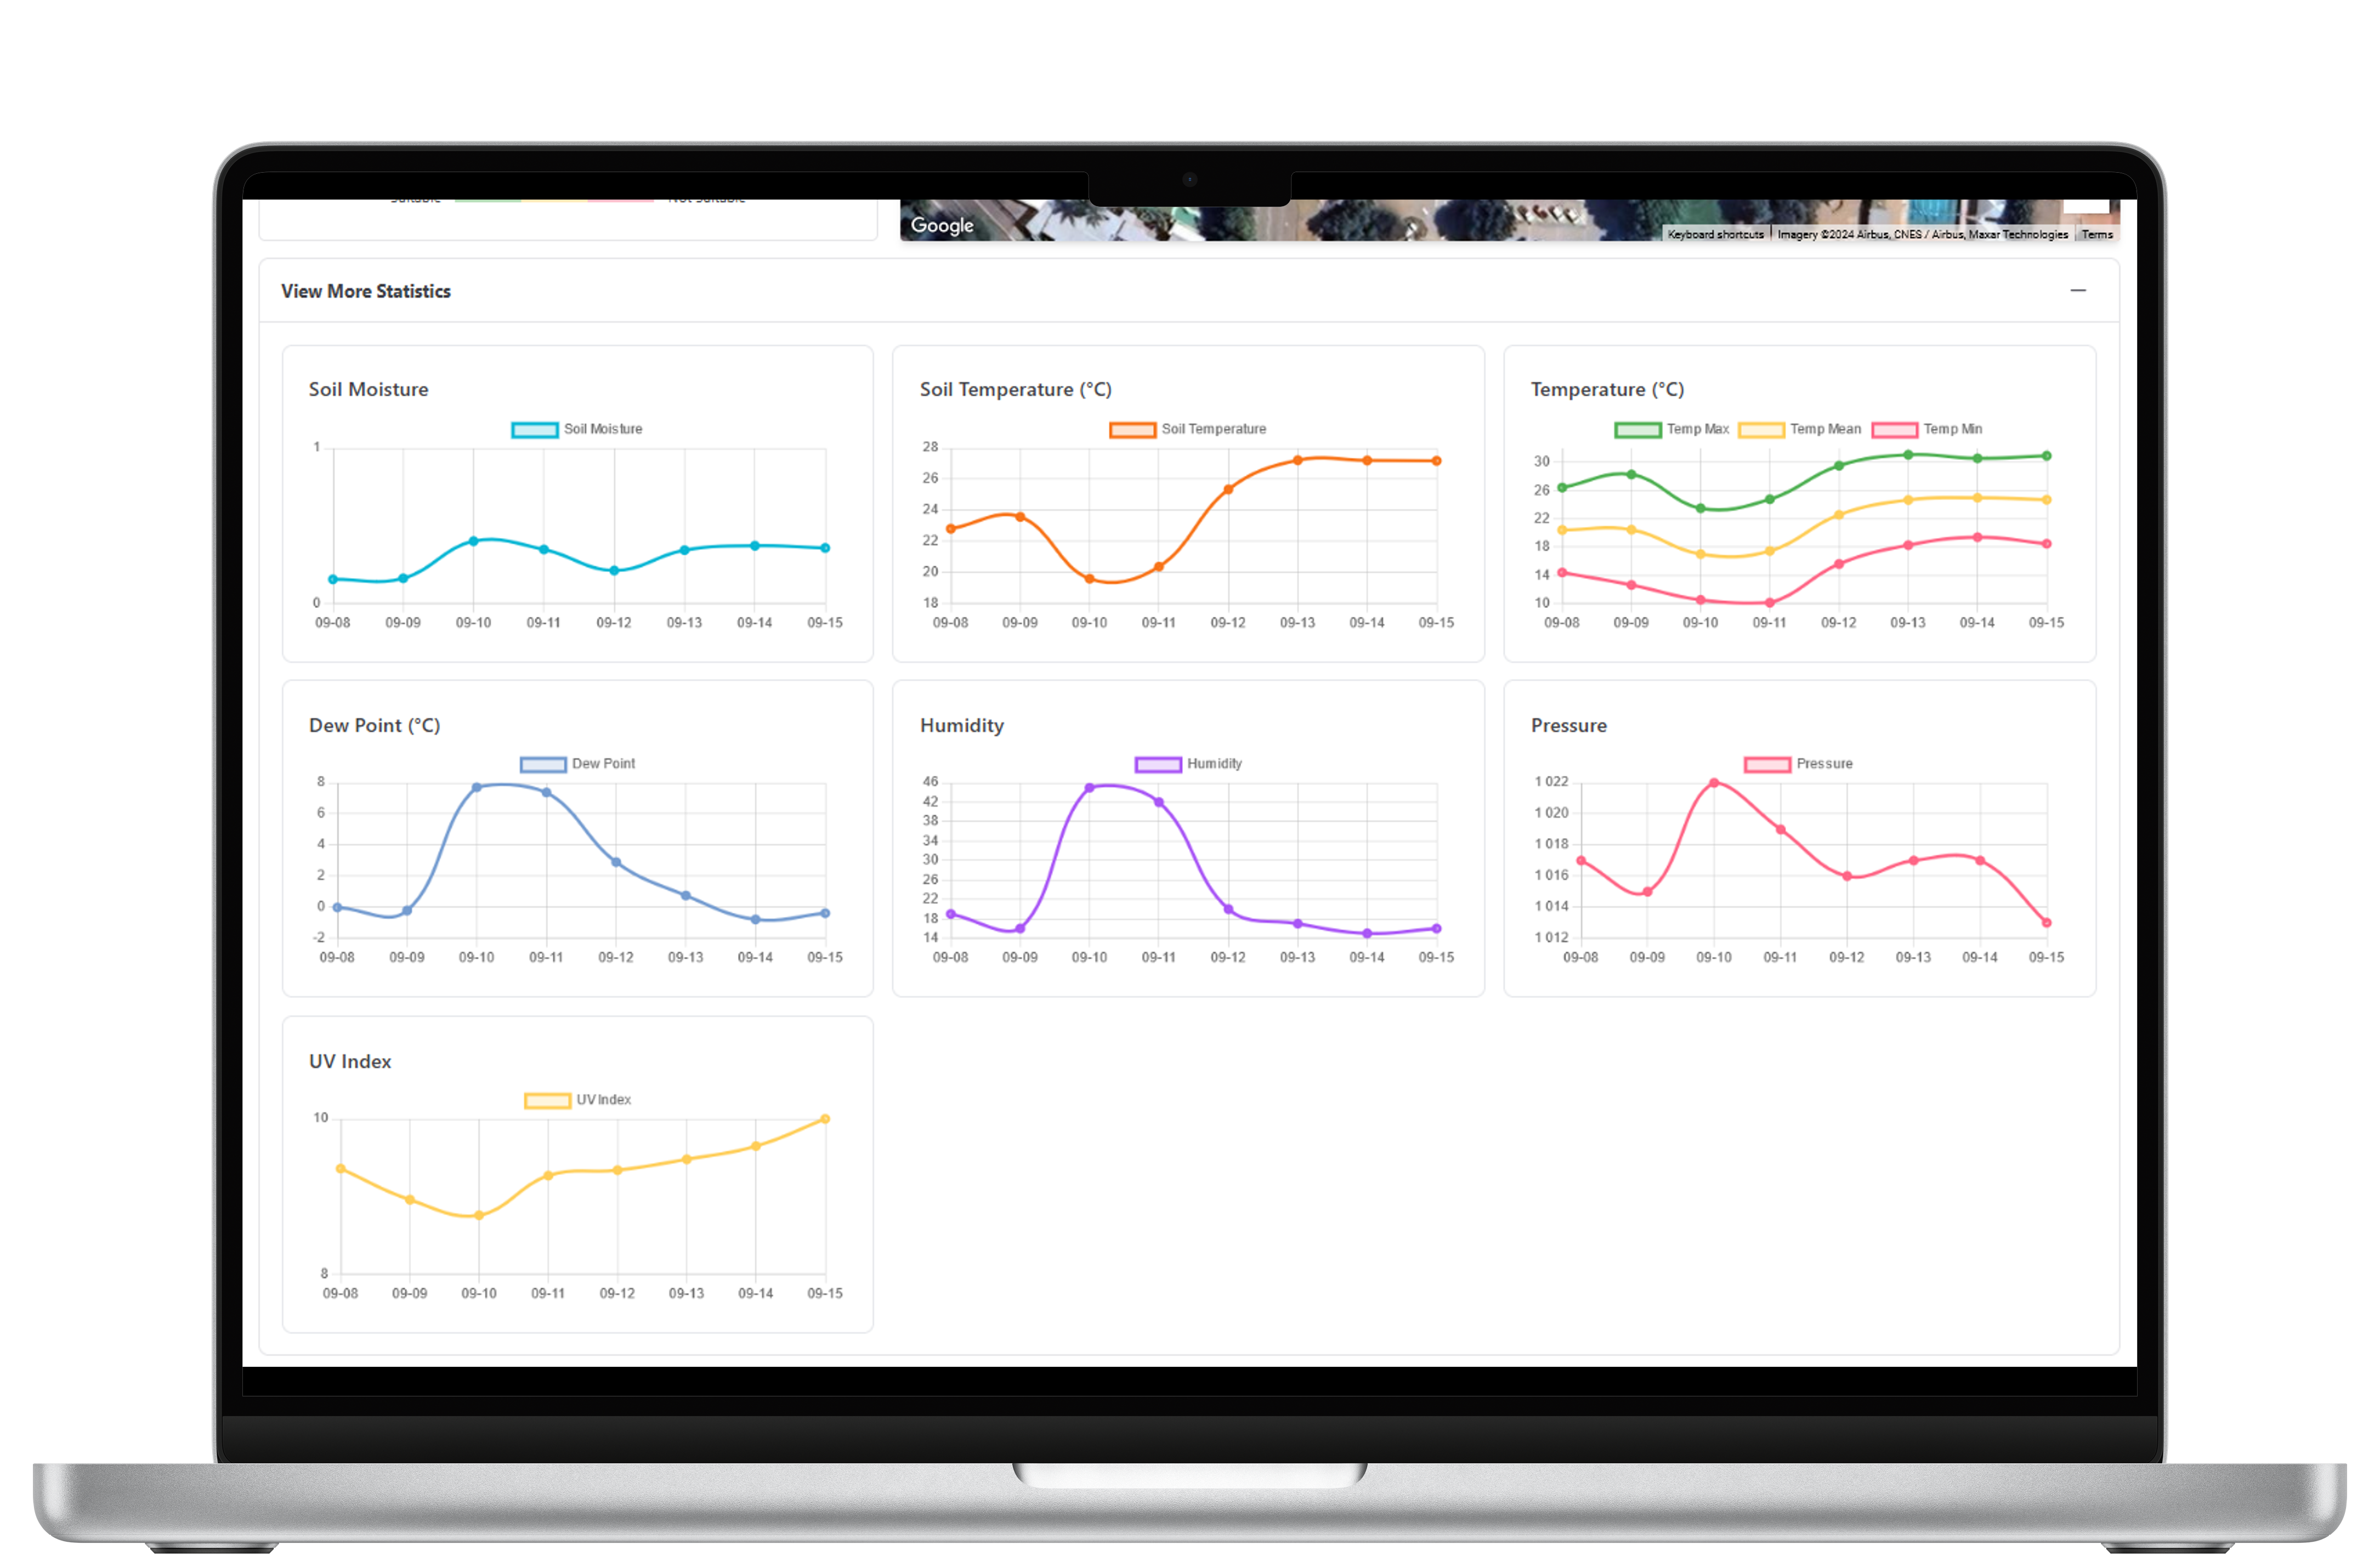 Suitable Not Suitable
Google
Keyboard shortcuts Imagery ©2024 Airbus, CNES / Airbus, Maxar Technologies Terms
View More Statistics
Soil Moisture
Soil Moisture
1
0
09-08 09-09 09-10 09-11 09-12 09-13 09-14 09-15
Soil Temperature (°C)
Soil Temperature
28
26
24
22
20
18
09-08 09-09 09-10 09-11 09-12 09-13 09-14 09-15
Temperature (°C)
Temp Max Temp Mean Temp Min
30
26
22
18
14
10
09-08 09-09 09-10 09-11 09-12 09-13 09-14 09-15
Dew Point (°C)
Dew Point
8
6
4
2
0
-2
09-08 09-09 09-10 09-11 09-12 09-13 09-14 09-15
Humidity
Humidity
46
42
38
34
30
26
22
18
14
09-08 09-09 09-10 09-11 09-12 09-13 09-14 09-15
Pressure
Pressure
1 022
1 020
1 018
1 016
1 014
1 012
09-08 09-09 09-10 09-11 09-12 09-13 09-14 09-15
UV Index
UV Index
10
8
09-08 09-09 09-10 09-11 09-12 09-13 09-14 09-15